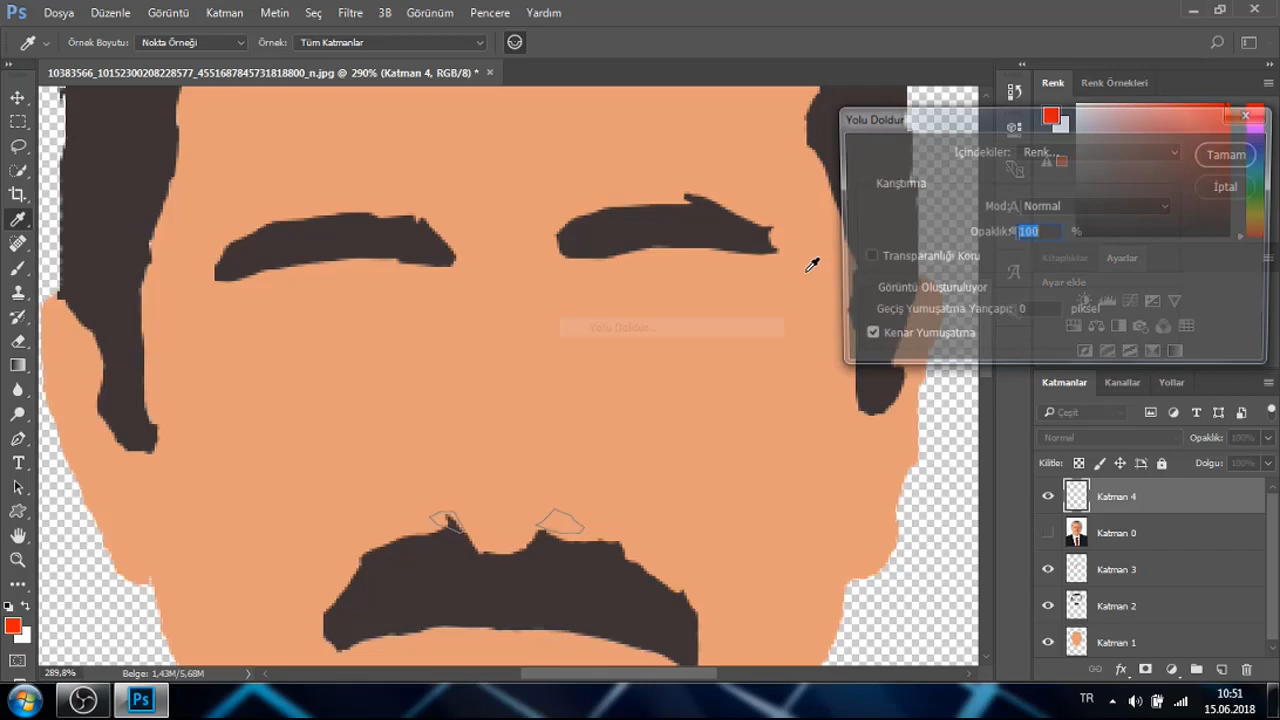 Ps Dosya Düzenle Görüntü Katman Metin Seç Filtre 3B Görünüm Pencere Yardım
Örnek Boyutu: Nokta Örneği Örnek: Tüm Katmanlar
10383566_10152300208228577_4551687845731818800_n.jpg @ 290% (Katman 4, RGB/8) * ×
Renk Renk Örnekleri
Yolu Doldur
İçindekiler: Renk... Tamam
Karıştırma İptal
Mod: Normal
Opaklık: 100 %
Transparanlığı Koru
Kitaplıklar Ayarlar
Ayar ekle
Görüntü Oluşturuluyor
Geçiş Yumuşatma Yarıçapı: 0 piksel
Kenar Yumuşatma
Yolu Doldur...
Katmanlar Kanallar Yollar
Çeşit
Normal Opaklık: 100%
Kilitle: Dolgu: 100%
Katman 4
Katman 0
Katman 3
Katman 2
Katman 1
289,8% Belge: 1,43M/5,68M
Ps TR 10:51
15.06.2018